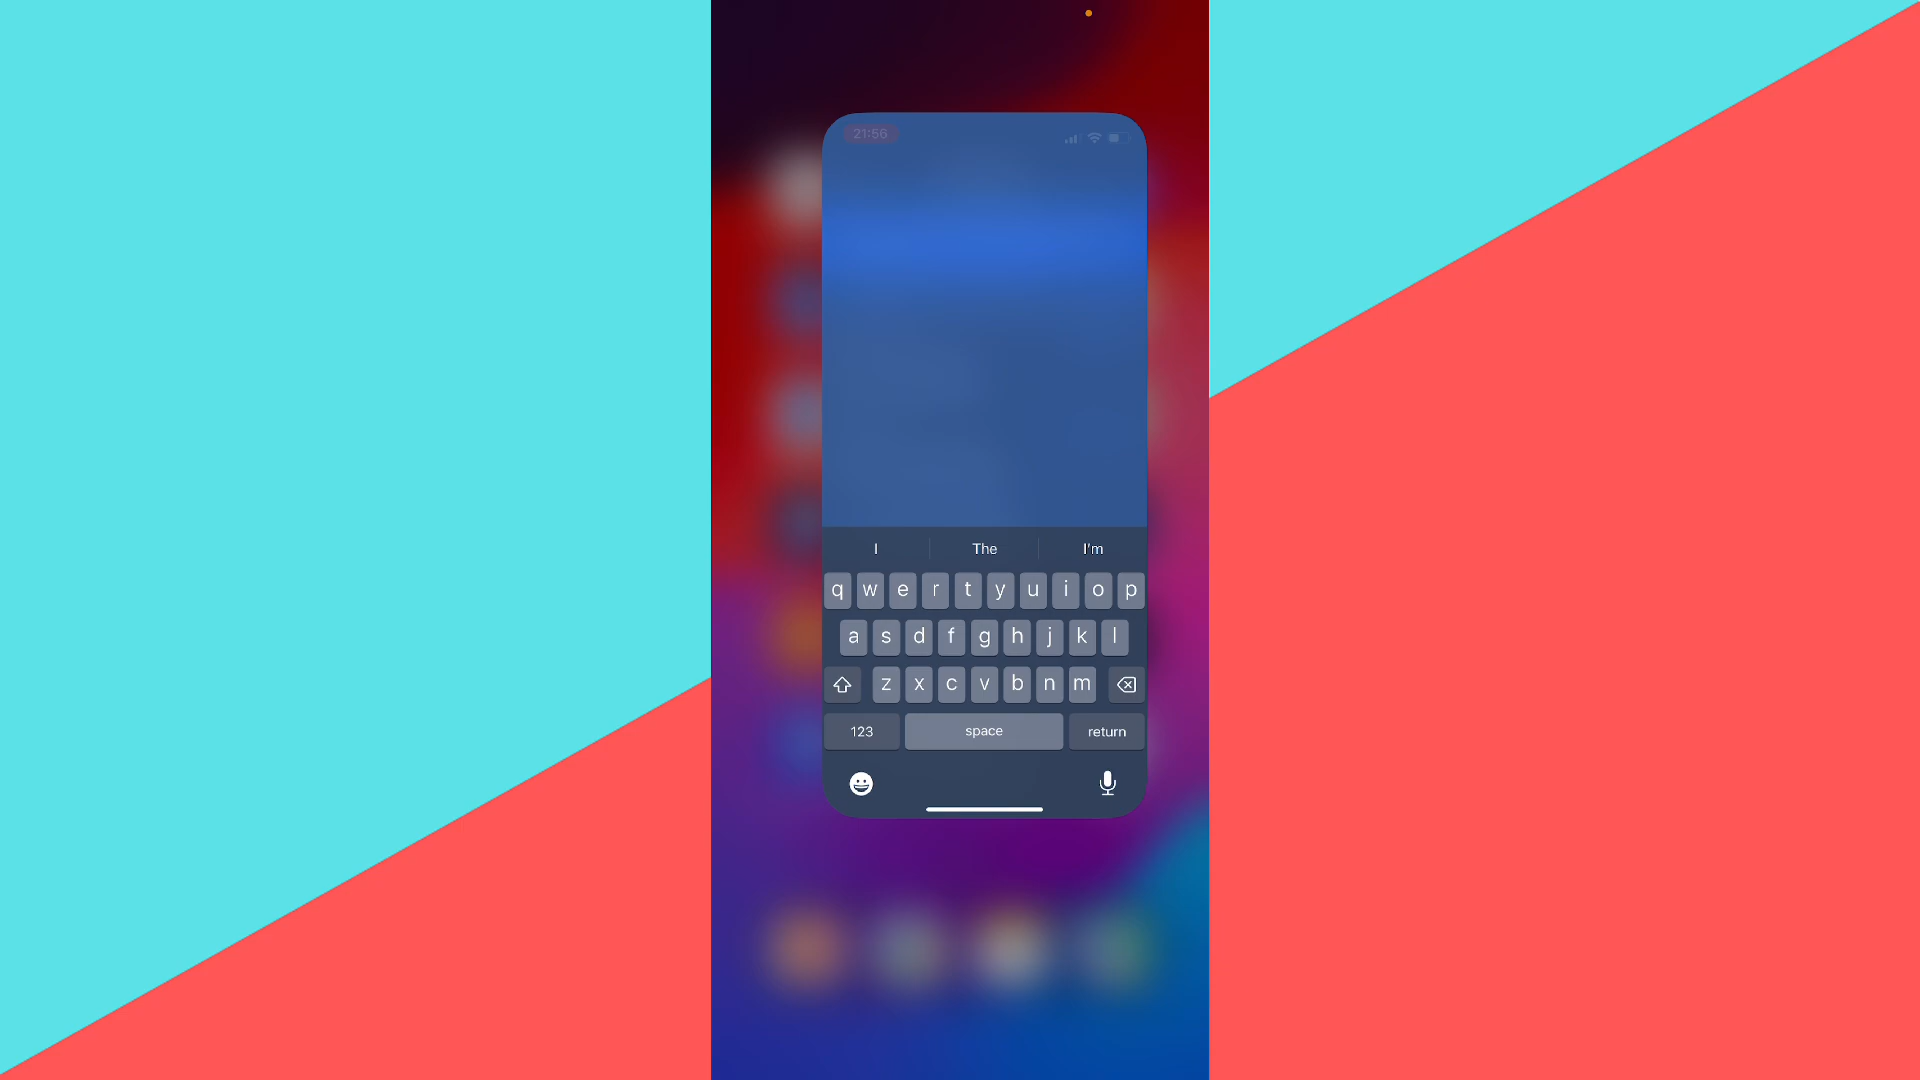 21:56
I The I'm
q w e r t y u i o p
a s d f g h j k l
z x c v b n m
123 space return